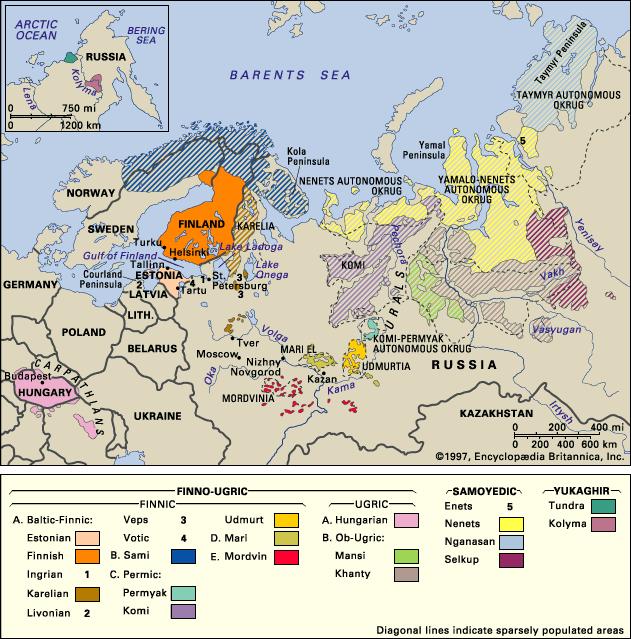 ARCTIC
OCEAN
BERING
SEA
RUSSIA
Kolyma
Lena
0 750 mi
0 1200 km
BARENTS SEA
Taymyr Peninsula
TAYMYR AUTONOMOUS
OKRUG
5
Kola
Peninsula
Yamal
Peninsula
NENETS AUTONOMOUS
OKRUG
YAMALO-NENETS
AUTONOMOUS
OKRUG
NORWAY
SWEDEN
FINLAND
KARELIA
Turku
Helsinki
Lake Ladoga
Gulf of Finland
Tallinn
Lake
Onega
Courland
Peninsula
ESTONIA
2
4
1
St.
Petersburg
3
3
Tartu
LATVIA
LITH.
GERMANY
POLAND
BELARUS
Pechora
KOMI
URALS
Yenisey
Vakh
Vasyugan
Tver
Volga
Moscow
Nizhny
Novgorod
MARI EL
KOMI-PERMYAK
AUTONOMOUS OKRUG
UDMURTIA
RUSSIA
Oka
Kazan
Kama
MORDVINIA
CARPATHIANS
Budapest
HUNGARY
UKRAINE
KAZAKHSTAN
Irtysh
0 200 400 mi
0 200 400 600 km
©1997, Encyclopædia Britannica, Inc.
FINNO-UGRIC
FINNIC
A. Baltic-Finnic:
Estonian
Finnish
Ingrian 1
Karelian
Livonian 2
Veps 3
Votic 4
B. Sami
C. Permic:
Permyak
Komi
Udmurt
D. Mari
E. Mordvin
UGRIC
A. Hungarian
B. Ob-Ugric:
Mansi
Khanty
SAMOYEDIC
Enets 5
Nenets
Nganasan
Selkup
YUKAGHIR
Tundra
Kolyma
Diagonal lines indicate sparsely populated areas